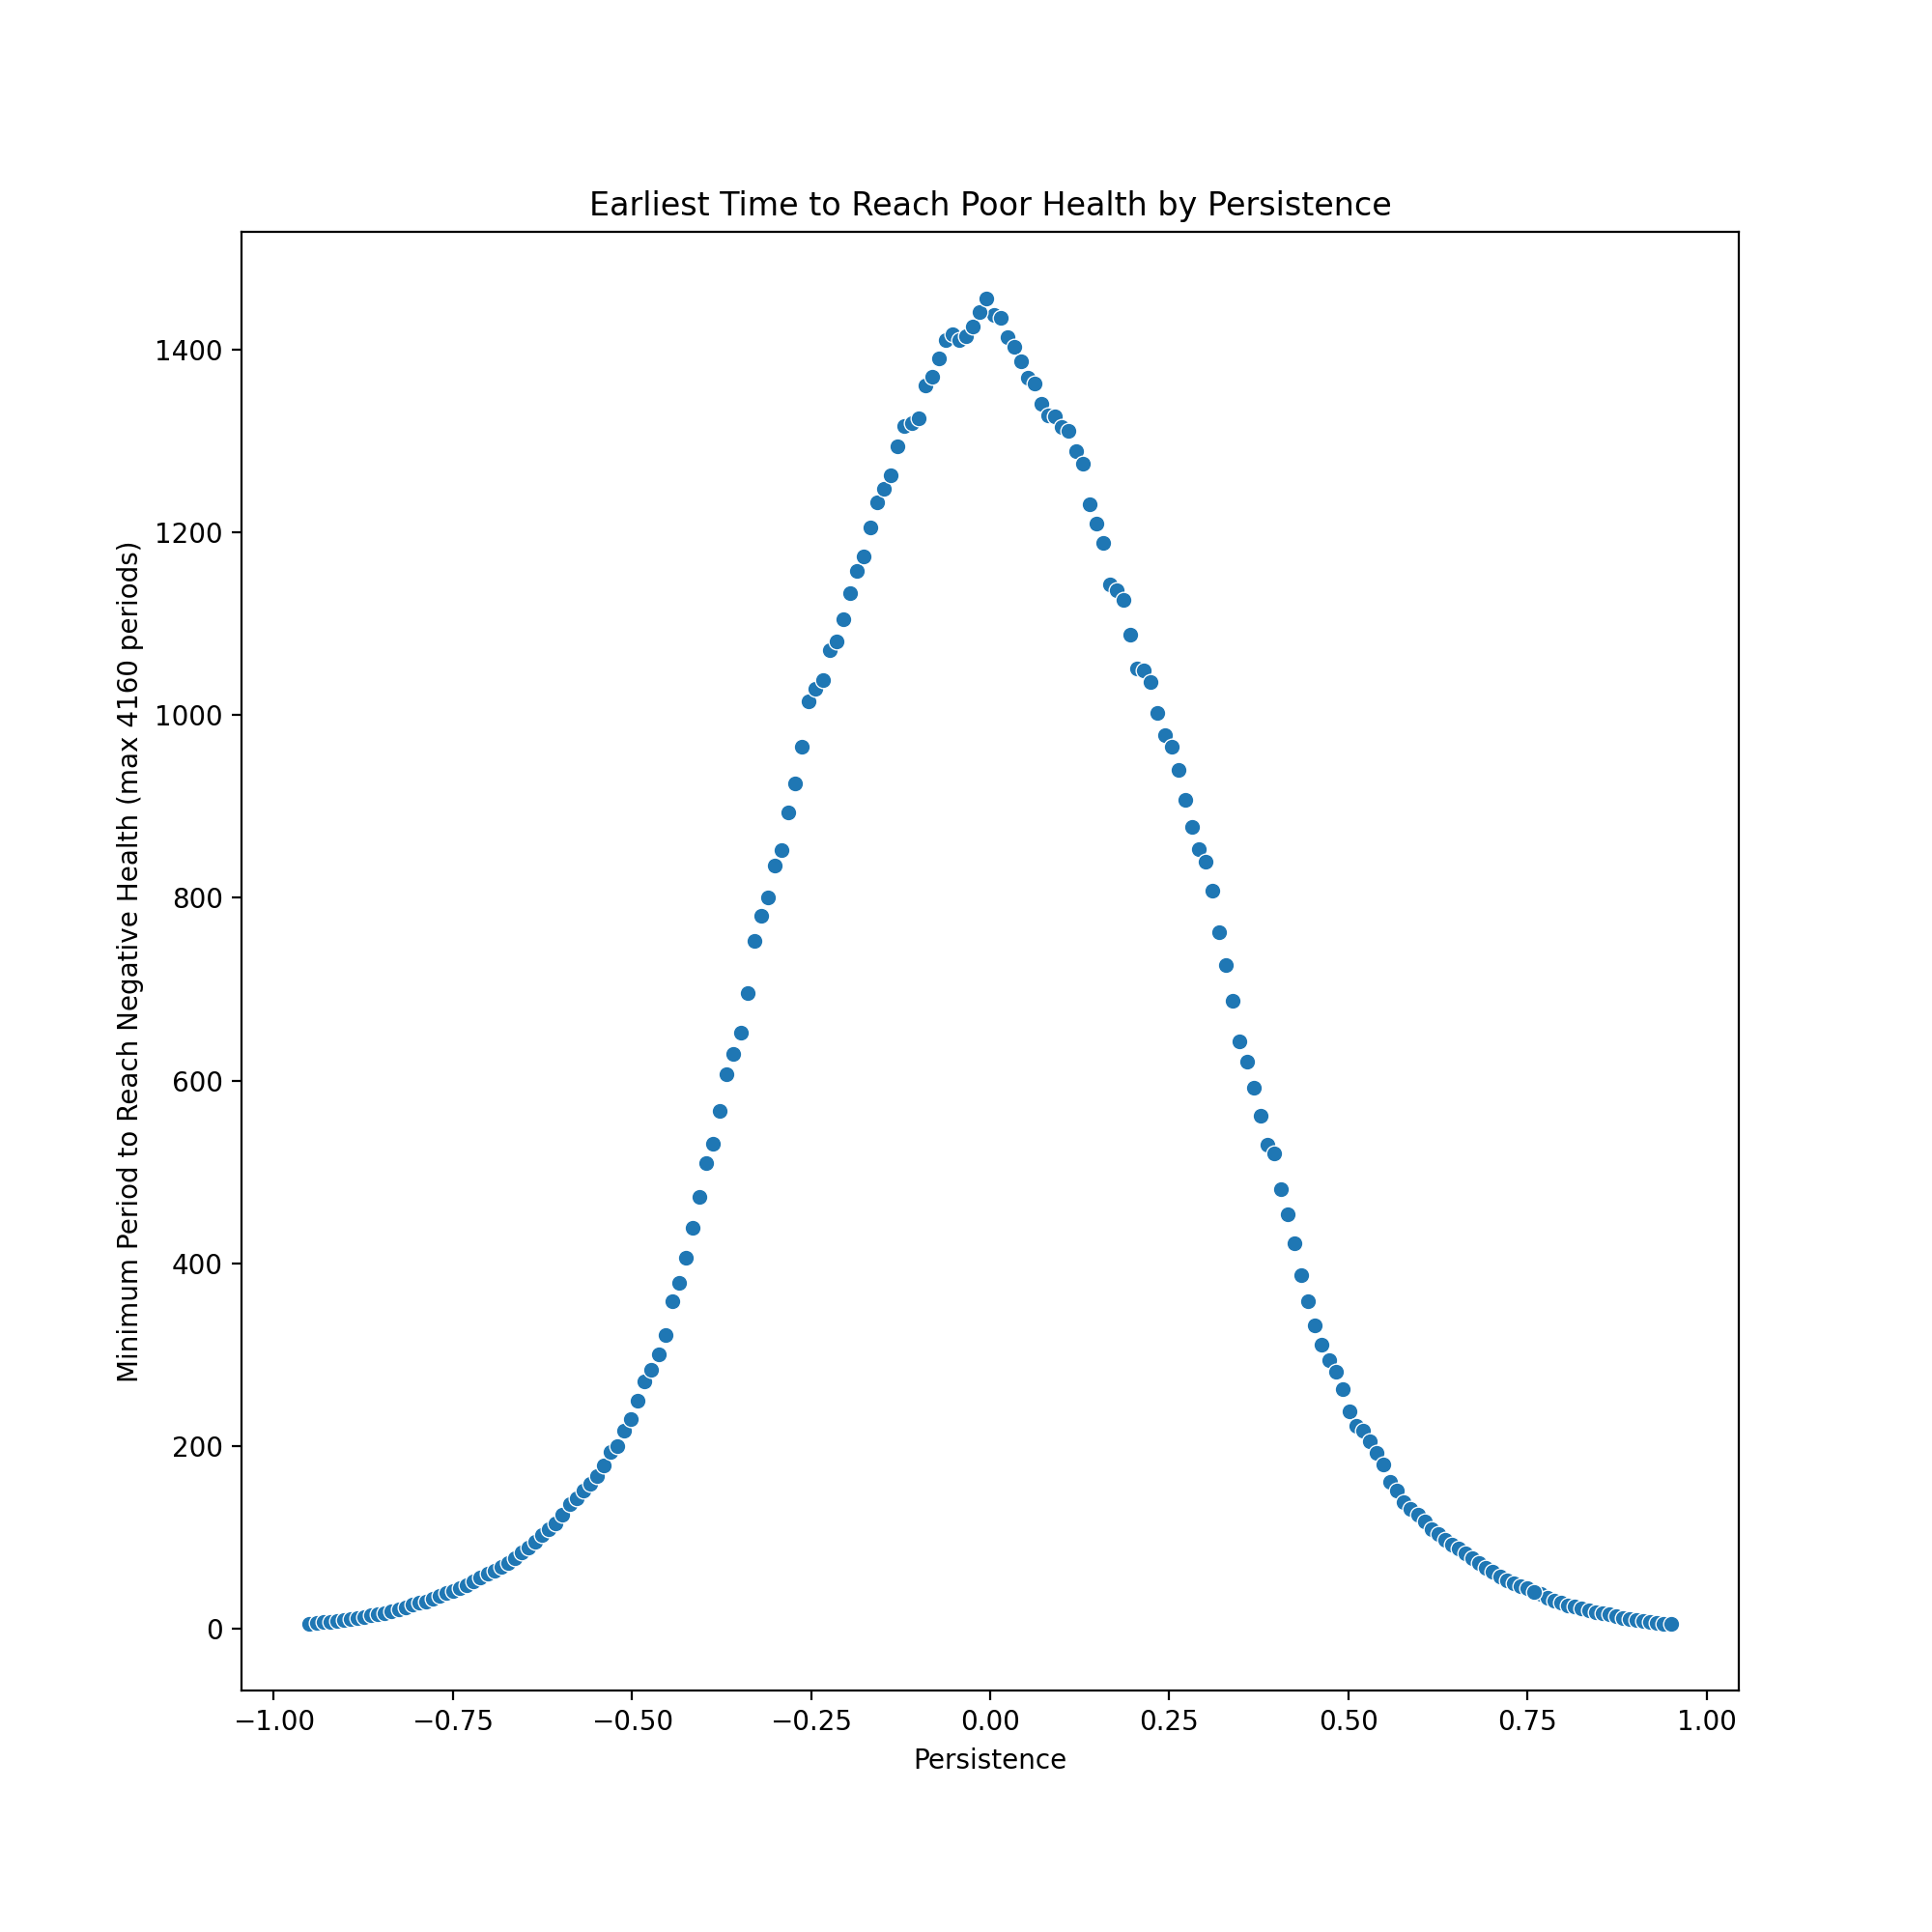 Earliest Time to Reach Poor Health by Persistence
Minimum Period to Reach Negative Health (max 4160 periods)
1400
1200
1000
800
600
400
200
0
−1.00 −0.75 −0.50 −0.25 0.00 0.25 0.50 0.75 1.00
Persistence